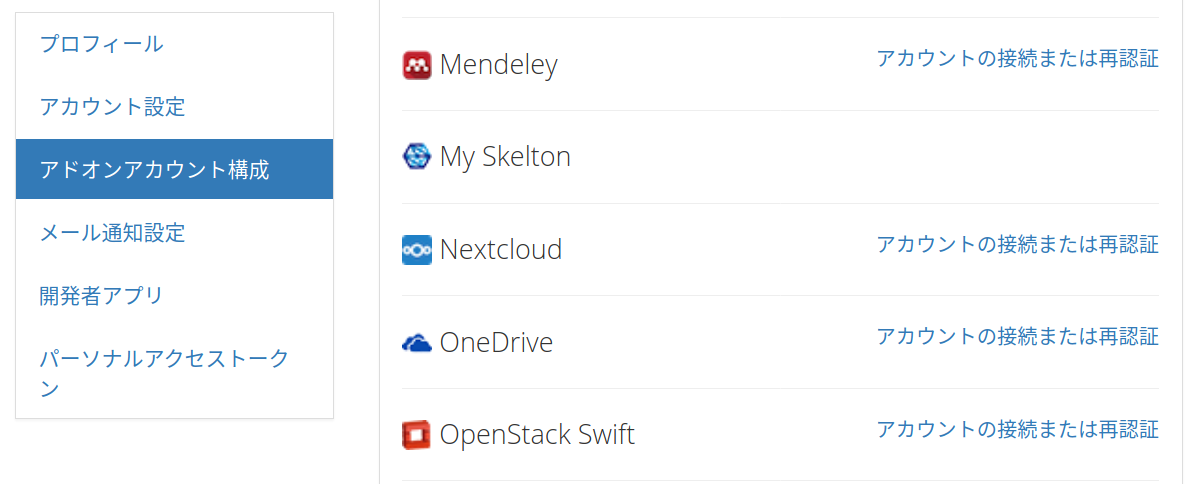 プロフィール
アカウント設定
アドオンアカウント構成
メール通知設定
開発者アプリ
パーソナルアクセストーク
ン
Mendeley アカウントの接続または再認証
My Skelton
Nextcloud アカウントの接続または再認証
OneDrive アカウントの接続または再認証
OpenStack Swift アカウントの接続または再認証